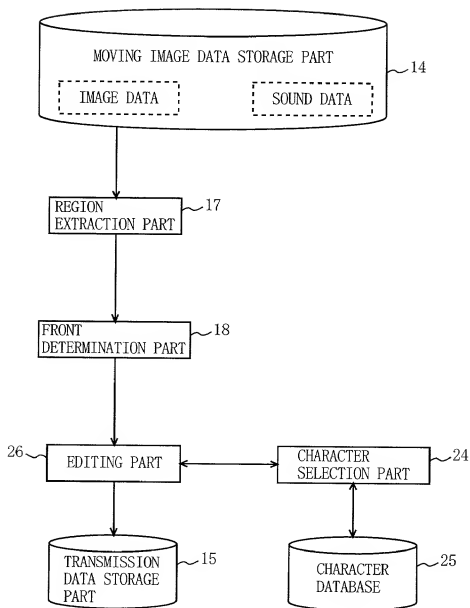 MOVING IMAGE DATA STORAGE PART
14
IMAGE DATA
SOUND DATA
REGION
EXTRACTION PART
17
FRONT
DETERMINATION PART
18
26
EDITING PART
CHARACTER
SELECTION PART
24
TRANSMISSION
DATA STORAGE
PART
15
CHARACTER
DATABASE
25